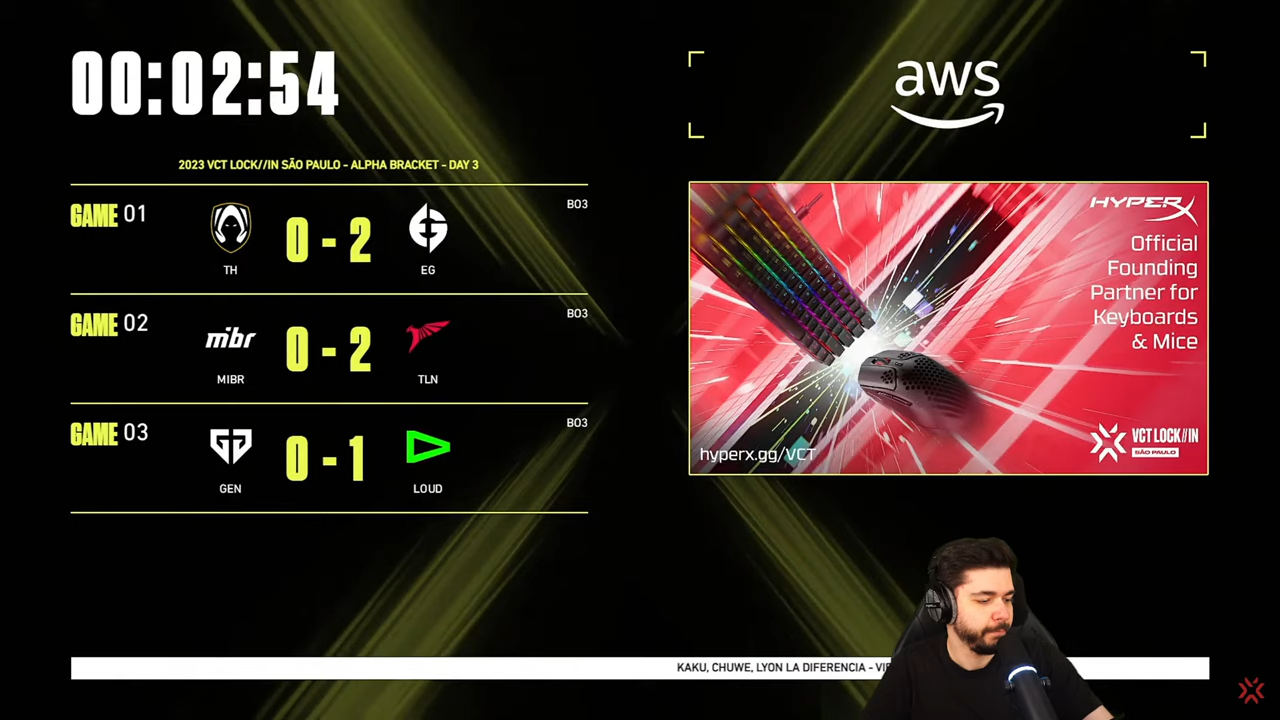 00:02:54
aws
2023 VCT LOCK//IN SÃO PAULO - ALPHA BRACKET - DAY 3
GAME 01
BO3
0 - 2
TH
EG
GAME 02
BO3
mibr
0 - 2
MIBR
TLN
GAME 03
BO3
0 - 1
GEN
LOUD
HYPERX
Official
Founding
Partner for
Keyboards
& Mice
hyperx.gg/VCT
VCT LOCK//IN
SÃO PAULO
KAKU, CHUWE, LYON LA DIFERENCIA -